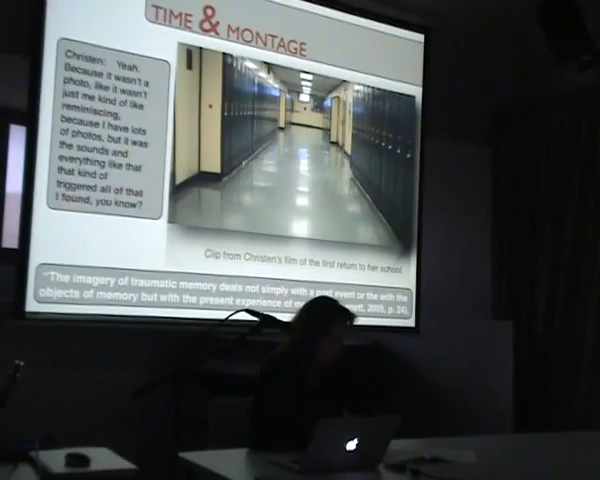 TIME & MONTAGE
Christen: Yeah.
Because it wasn't a
photo, like it wasn't
just me kind of like
reminiscing,
because I have lots
of photos, but it was
the sounds and
everything like that
that kind of
triggered all of that
I found, you know?
Clip from Christen's film of the first return to her school.
"The imagery of traumatic memory deals not simply with a past event or the with the
objects of memory but with the present experience of 2005, p. 24).